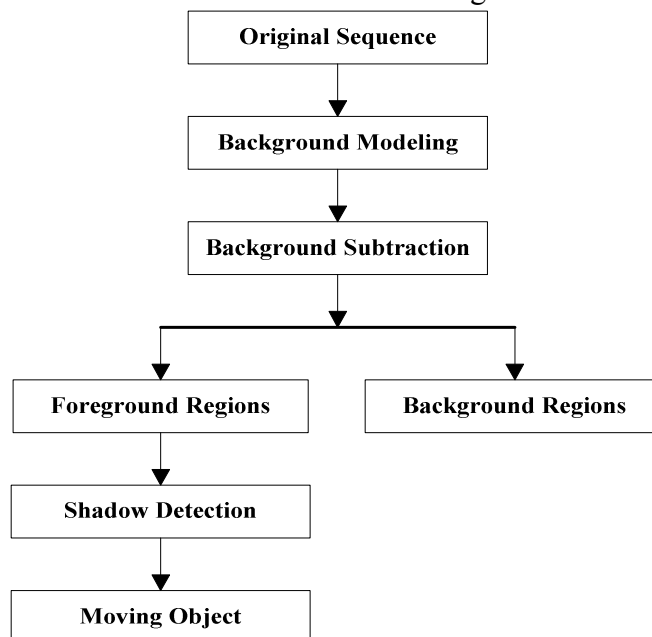 Original Sequence
Background Modeling
Background Subtraction
Foreground Regions
Background Regions
Shadow Detection
Moving Object